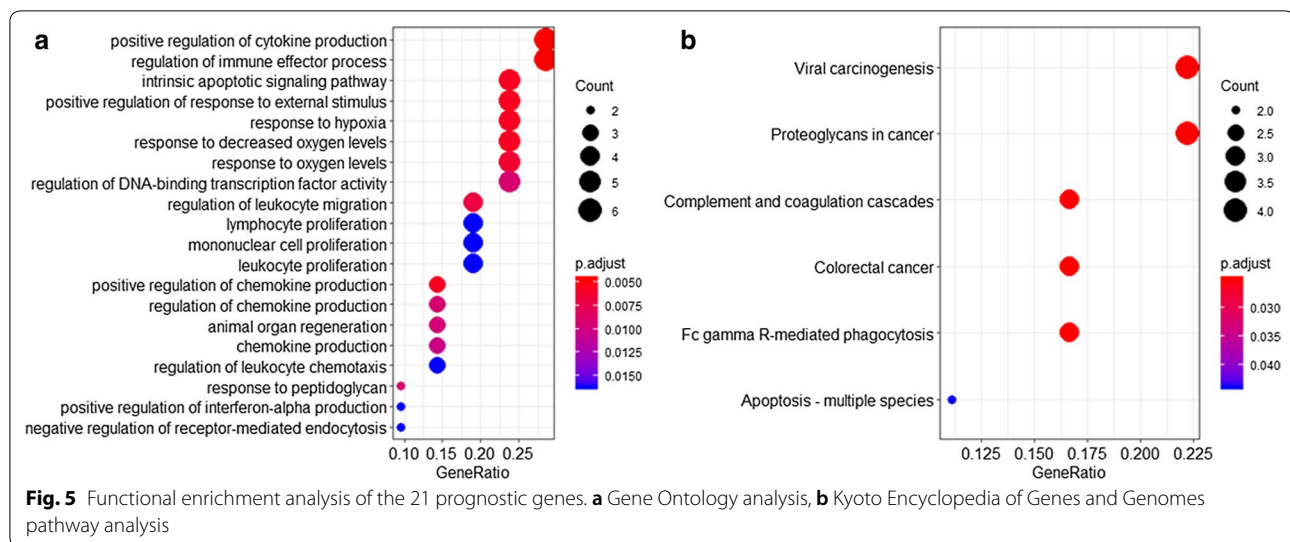 a
positive regulation of cytokine production
regulation of immune effector process
intrinsic apoptotic signaling pathway
positive regulation of response to external stimulus
response to hypoxia
response to decreased oxygen levels
response to oxygen levels
regulation of DNA-binding transcription factor activity
regulation of leukocyte migration
lymphocyte proliferation
mononuclear cell proliferation
leukocyte proliferation
positive regulation of chemokine production
regulation of chemokine production
animal organ regeneration
chemokine production
regulation of leukocyte chemotaxis
response to peptidoglycan
positive regulation of interferon-alpha production
negative regulation of receptor-mediated endocytosis
0.10 0.15 0.20 0.25
GeneRatio
Count
2
3
4
5
6
p.adjust
0.0050
0.0075
0.0100
0.0125
0.0150
b
Viral carcinogenesis
Proteoglycans in cancer
Complement and coagulation cascades
Colorectal cancer
Fc gamma R-mediated phagocytosis
Apoptosis - multiple species
0.125 0.150 0.175 0.200 0.225
GeneRatio
Count
2.0
2.5
3.0
3.5
4.0
p.adjust
0.030
0.035
0.040
Fig. 5 Functional enrichment analysis of the 21 prognostic genes. a Gene Ontology analysis, b Kyoto Encyclopedia of Genes and Genomes
pathway analysis